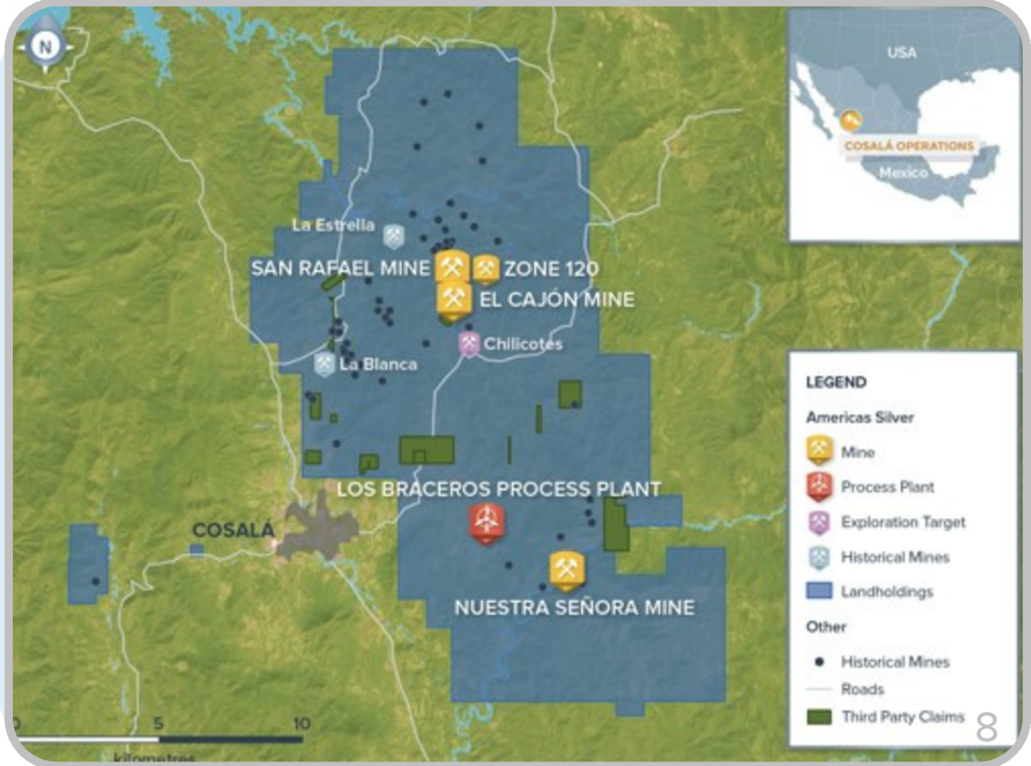 N
USA
COSALÁ OPERATIONS
Mexico
La Estrella
SAN RAFAEL MINE
ZONE 120
EL CAJÓN MINE
Chilicotes
La Blanca
LOS BRACEROS PROCESS PLANT
COSALÁ
NUESTRA SEÑORA MINE
LEGEND
Americas Silver
Mine
Process Plant
Exploration Target
Historical Mines
Landholdings
Other
Historical Mines
Roads
Third Party Claims
8
0 5 10
kilometres